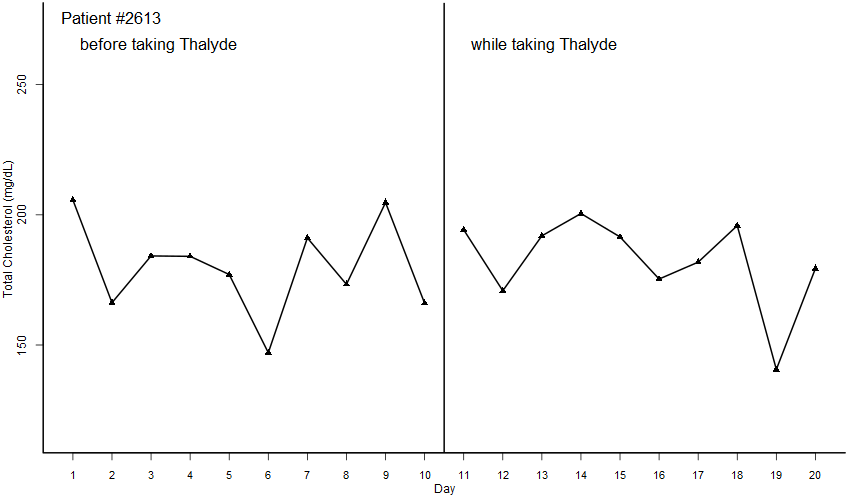 Patient #2613
before taking Thalyde
while taking Thalyde
Total Cholesterol (mg/dL)
250
200
150
1 2 3 4 5 6 7 8 9 10 11 12 13 14 15 16 17 18 19 20
Day